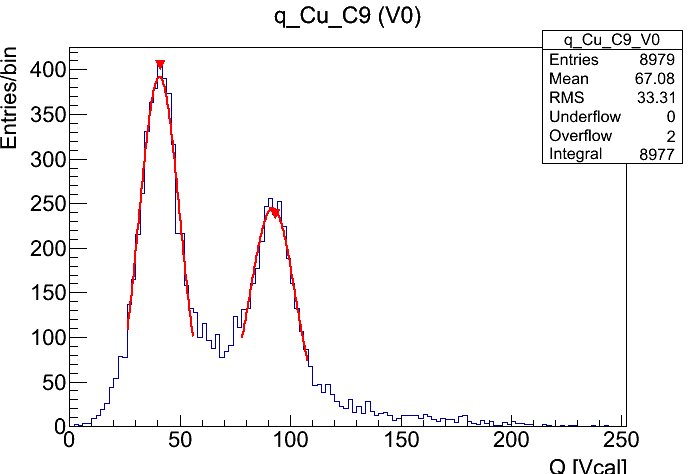 q_Cu_C9 (V0)
q_Cu_C9_V0
Entries 8979
Mean 67.08
RMS 33.31
Underflow 0
Overflow 2
Integral 8977
Entries/bin
400
350
300
250
200
150
100
50
0
0 50 100 150 200 250
Q [Vcal]